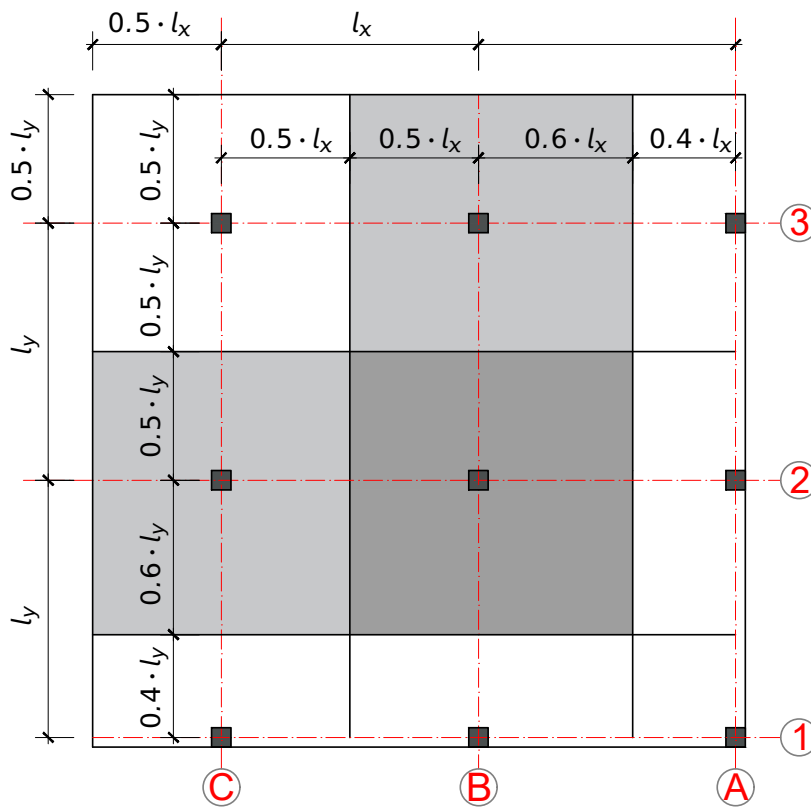 0.5 · lx
lx
0.5 · ly
0.5 · ly
0.5 · lx
0.5 · lx
0.6 · lx
0.4 · lx
3
ly
0.5 · ly
0.5 · ly
2
ly
0.6 · ly
0.4 · ly
1
C
B
A